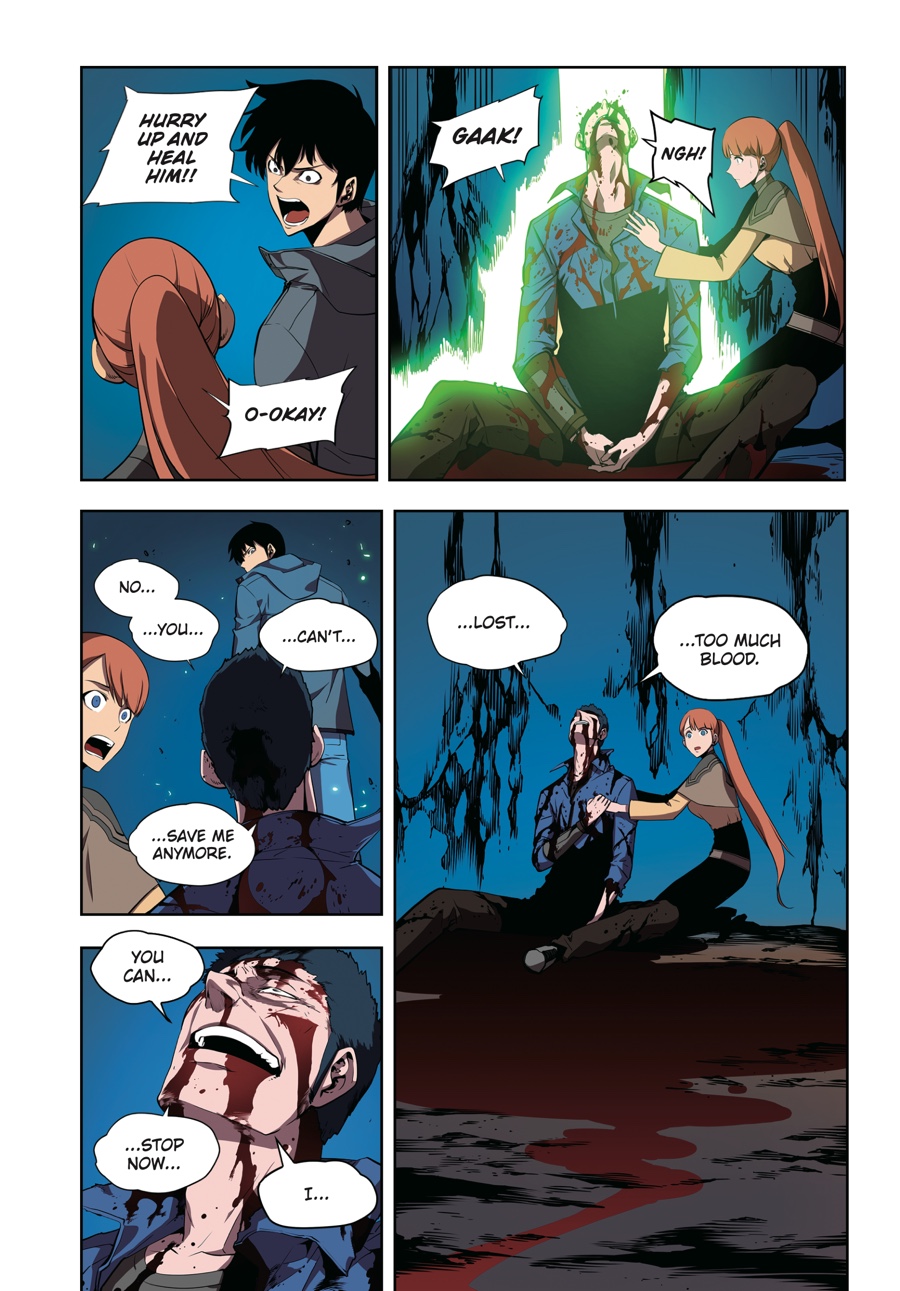 HURRY
UP AND
HEAL
HIM!!
O-OKAY!
GAAK!
NGH!
NO...
...YOU...
...CAN'T...
...SAVE ME
ANYMORE.
...LOST...
...TOO MUCH
BLOOD.
YOU
CAN...
...STOP
NOW...
I...